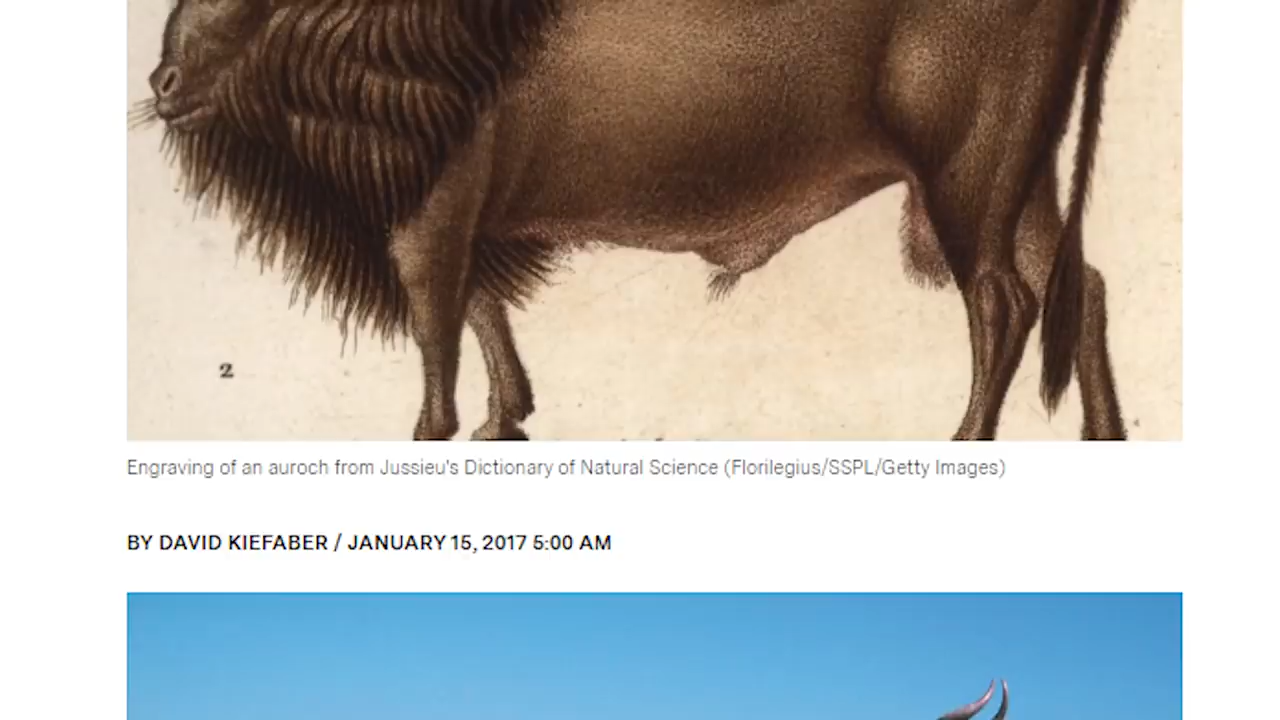 2
Engraving of an auroch from Jussieu's Dictionary of Natural Science (Florilegius/SSPL/Getty Images)
BY DAVID KIEFABER / JANUARY 15, 2017 5:00 AM